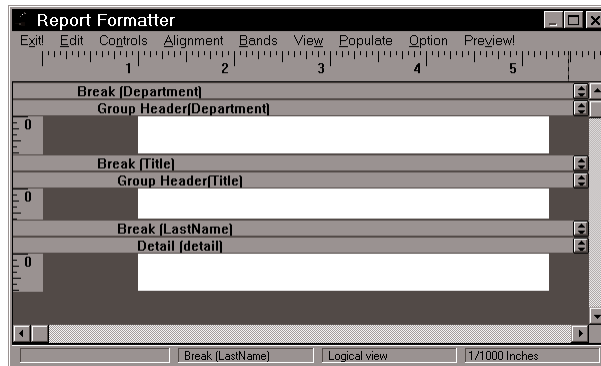 Report Formatter
Exit! Edit Controls Alignment Bands View Populate Option Preview!
1 2 3 4 5
Break (Department)
Group Header(Department)
0
Break (Title)
Group Header(Title)
0
Break (LastName)
Detail (detail)
0
Break (LastName) Logical view 1/1000 Inches